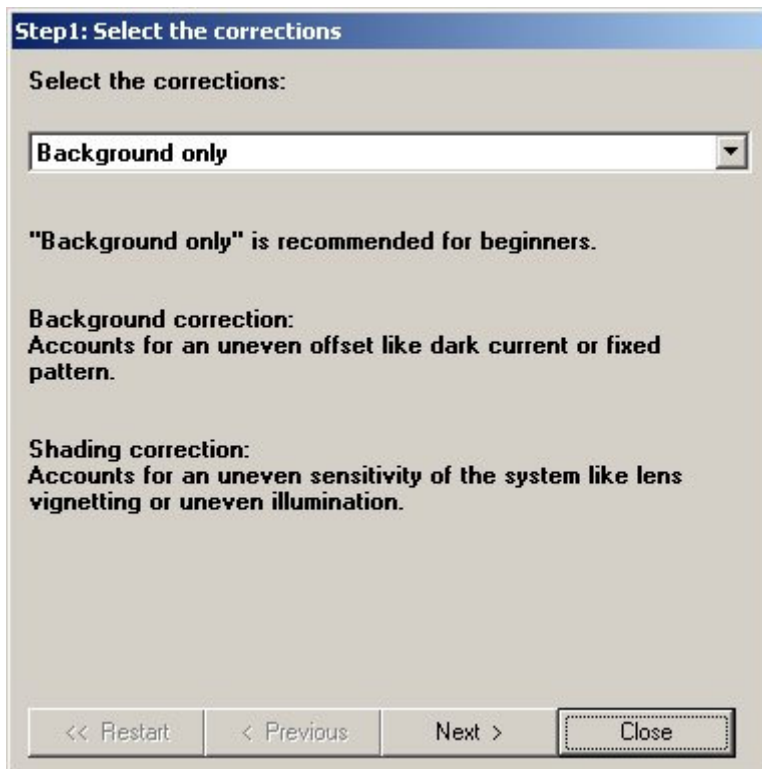 Step1: Select the corrections
Select the corrections:
Background only
"Background only" is recommended for beginners.
Background correction:
Accounts for an uneven offset like dark current or fixed
pattern.
Shading correction:
Accounts for an uneven sensitivity of the system like lens
vignetting or uneven illumination.
<< Restart
< Previous
Next >
Close